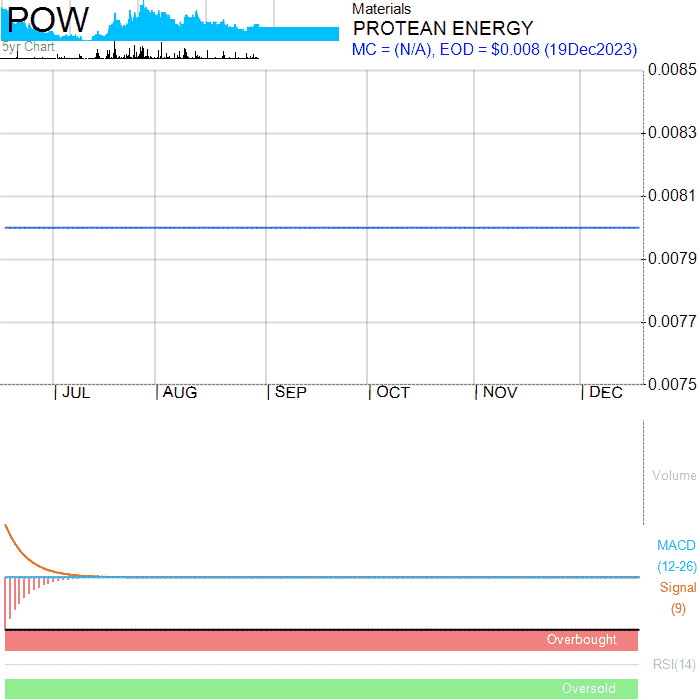 POW
5yr Chart
Materials
PROTEAN ENERGY
MC = (N/A), EOD = $0.008 (19Dec2023)
0.0085
0.0083
0.0081
0.0079
0.0077
0.0075
| JUL | AUG | SEP | OCT | NOV | DEC
Volume
MACD
(12-26)
Signal
(9)
Overbought
RSI(14)
Oversold